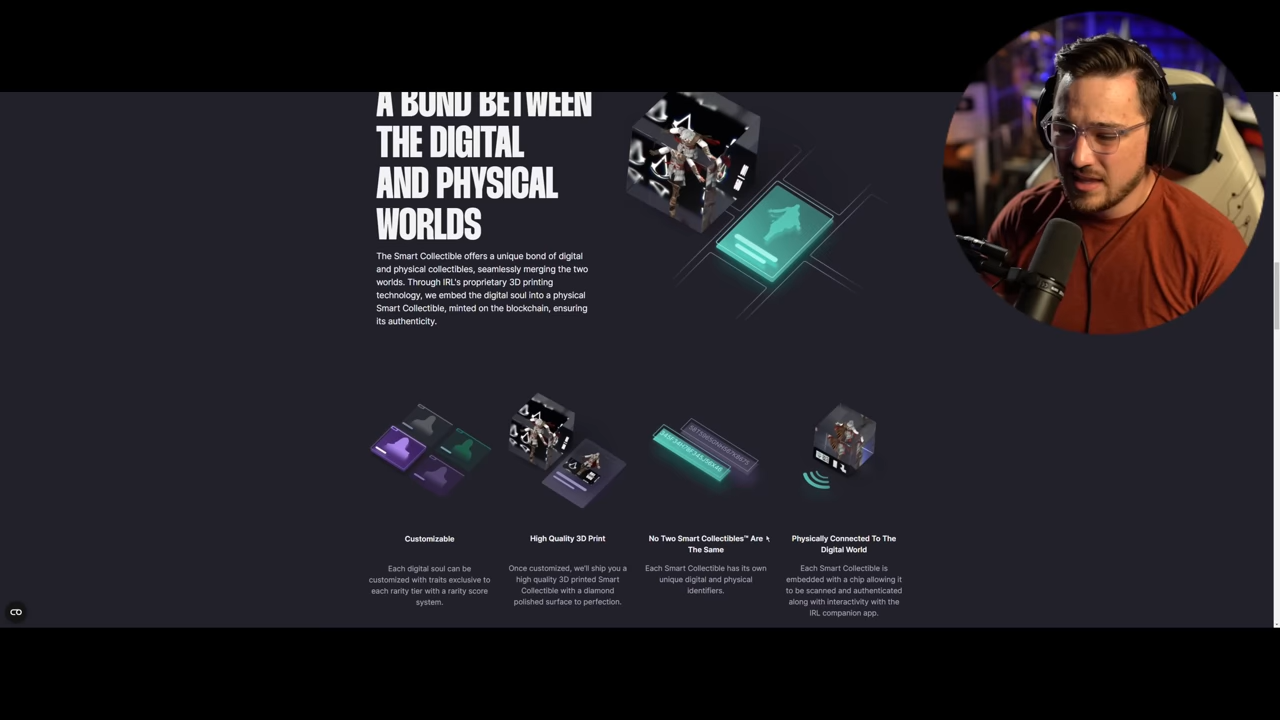 A BOND BETWEEN
THE DIGITAL
AND PHYSICAL
WORLDS
The Smart Collectible offers a unique bond of digital
and physical collectibles, seamlessly merging the two
worlds. Through IRL's proprietary 3D printing
technology, we embed the digital soul into a physical
Smart Collectible, minted on the blockchain, ensuring
its authenticity.
Customizable
Each digital soul can be
customized with traits exclusive to
each rarity tier with a rarity score
system.
High Quality 3D Print
Once customized, we'll ship you a
high quality 3D printed Smart
Collectible with a diamond
polished surface to perfection.
No Two Smart Collectibles™ Are
The Same
Each Smart Collectible has its own
unique digital and physical
identifiers.
Physically Connected To The
Digital World
Each Smart Collectible is
embedded with a chip allowing it
to be scanned and authenticated
along with interactivity with the
IRL companion app.